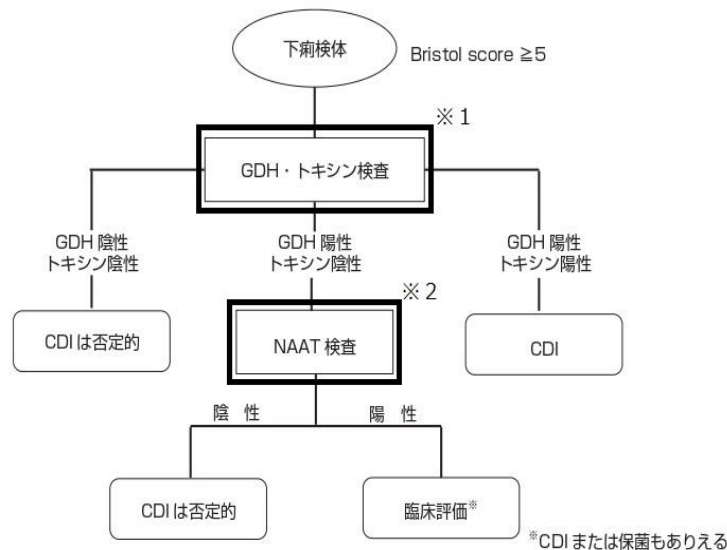 下痢検体
Bristol score ≧5
※1
GDH・トキシン検査
GDH 陰性
トキシン陰性
GDH 陽性
トキシン陰性
GDH 陽性
トキシン陽性
※2
CDIは否定的
NAAT 検査
CDI
陰 性
陽 性
CDIは否定的
臨床評価※
※CDIまたは保菌もありえる